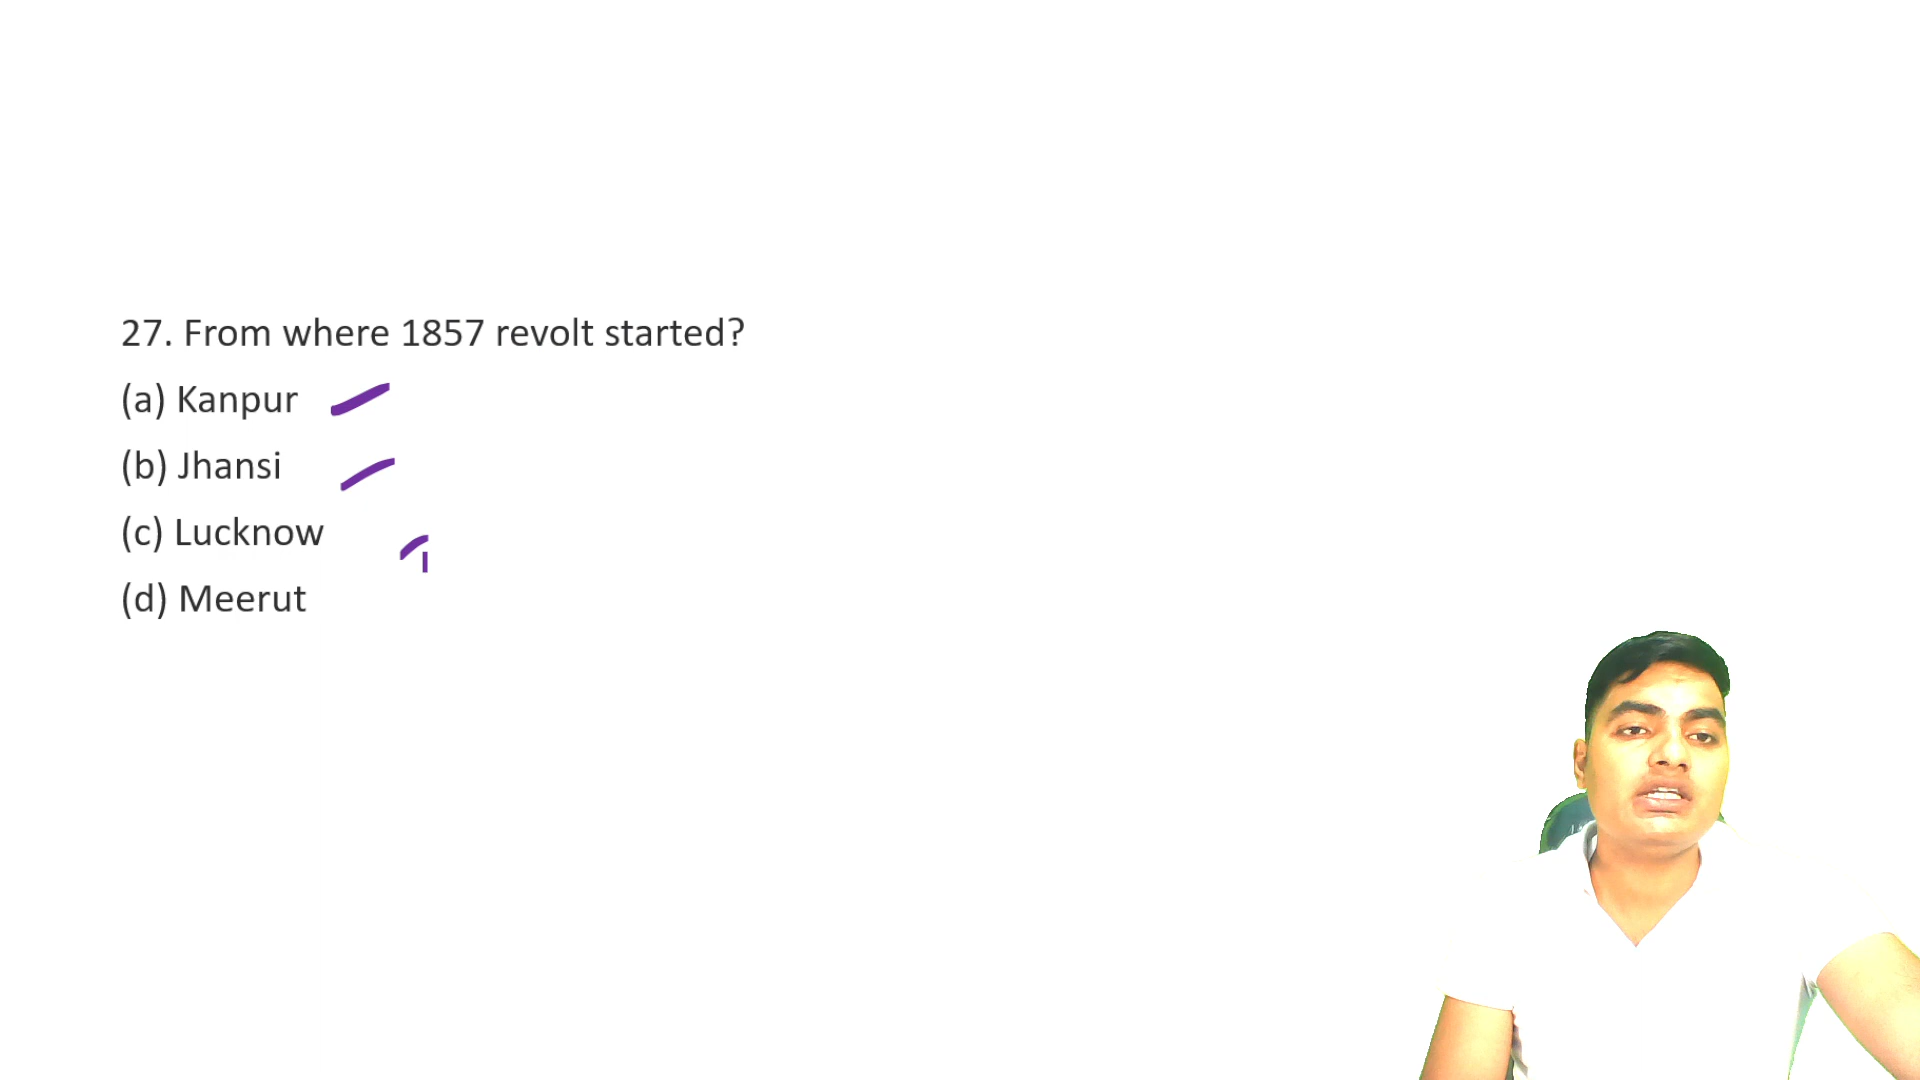 27. From where 1857 revolt started?
(a) Kanpur
(b) Jhansi
(c) Lucknow
(d) Meerut